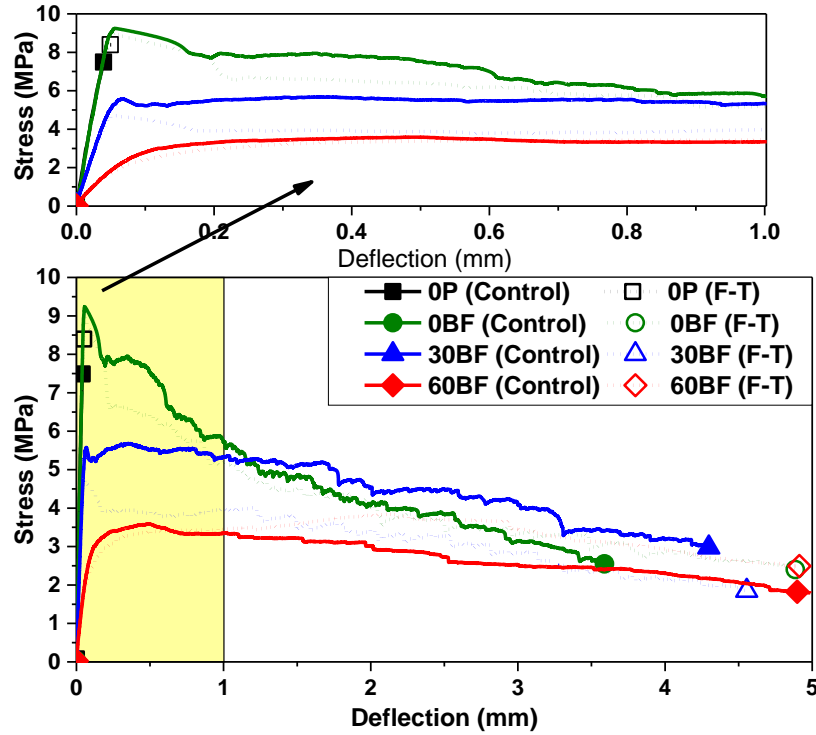 10
8
6
4
2
0
Stress (MPa)
0.0 0.2 0.4 0.6 0.8 1.0
Deflection (mm)
10
9
8
7
6
5
4
3
2
1
0
Stress (MPa)
0P (Control) 0P (F-T)
0BF (Control) 0BF (F-T)
30BF (Control) 30BF (F-T)
60BF (Control) 60BF (F-T)
0 1 2 3 4 5
Deflection (mm)